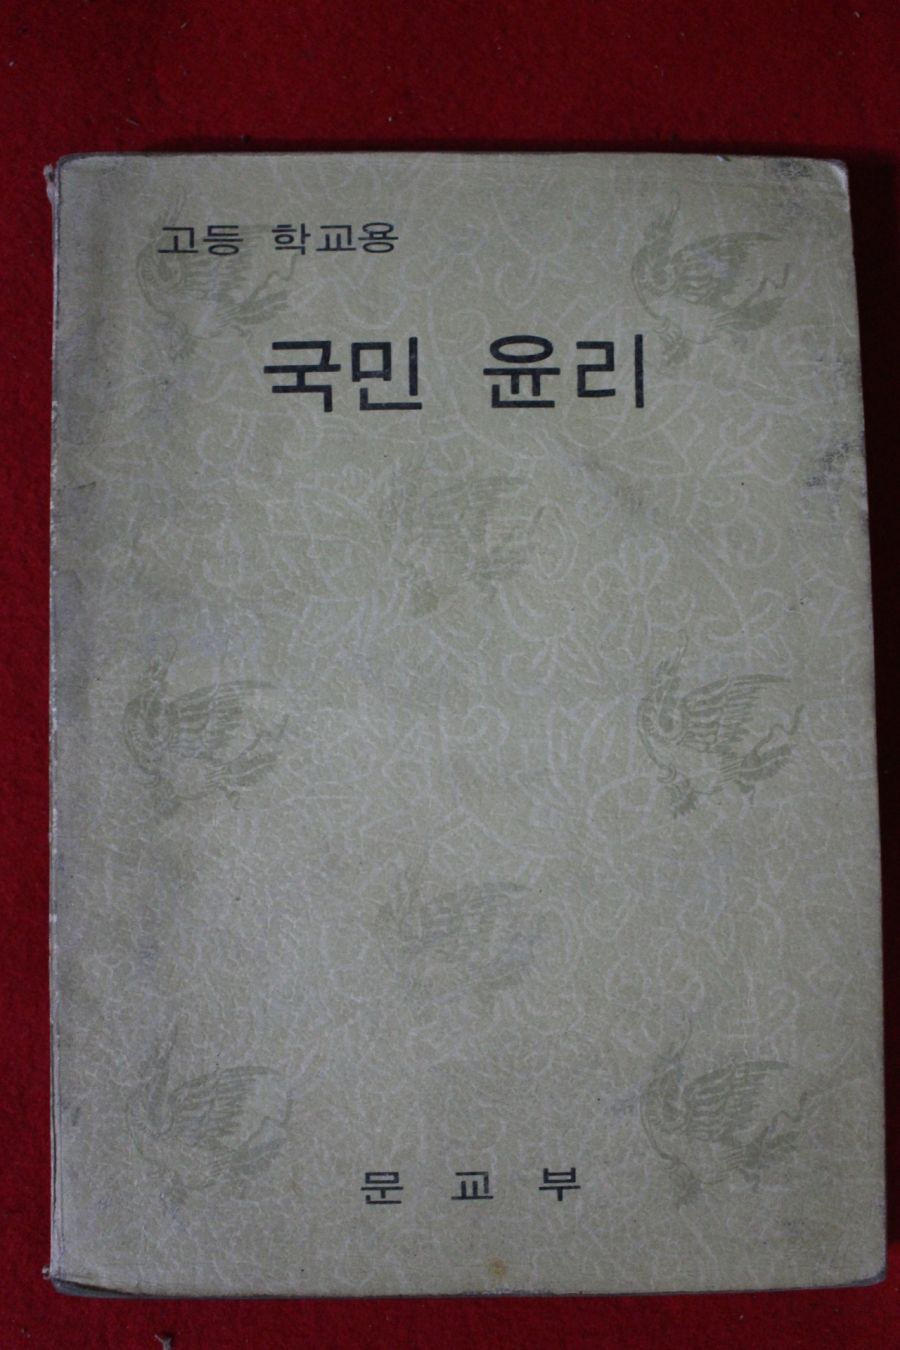 고등 학교용
국민 윤리
문교부